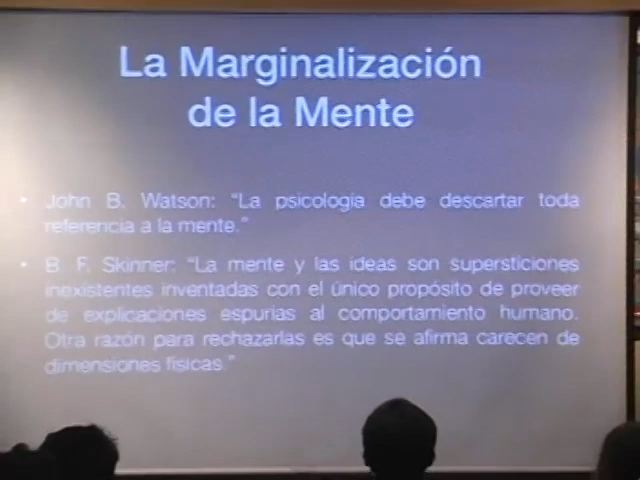 La Marginalización
de la Mente
• John B. Watson: “La psicología debe descartar toda
referencia a la mente.”
• B. F. Skinner: “La mente y las ideas son supersticiones
inexistentes inventadas con el único propósito de proveer
de explicaciones espurias al comportamiento humano.
Otra razón para rechazarlas es que se afirma carecen de
dimensiones físicas.”